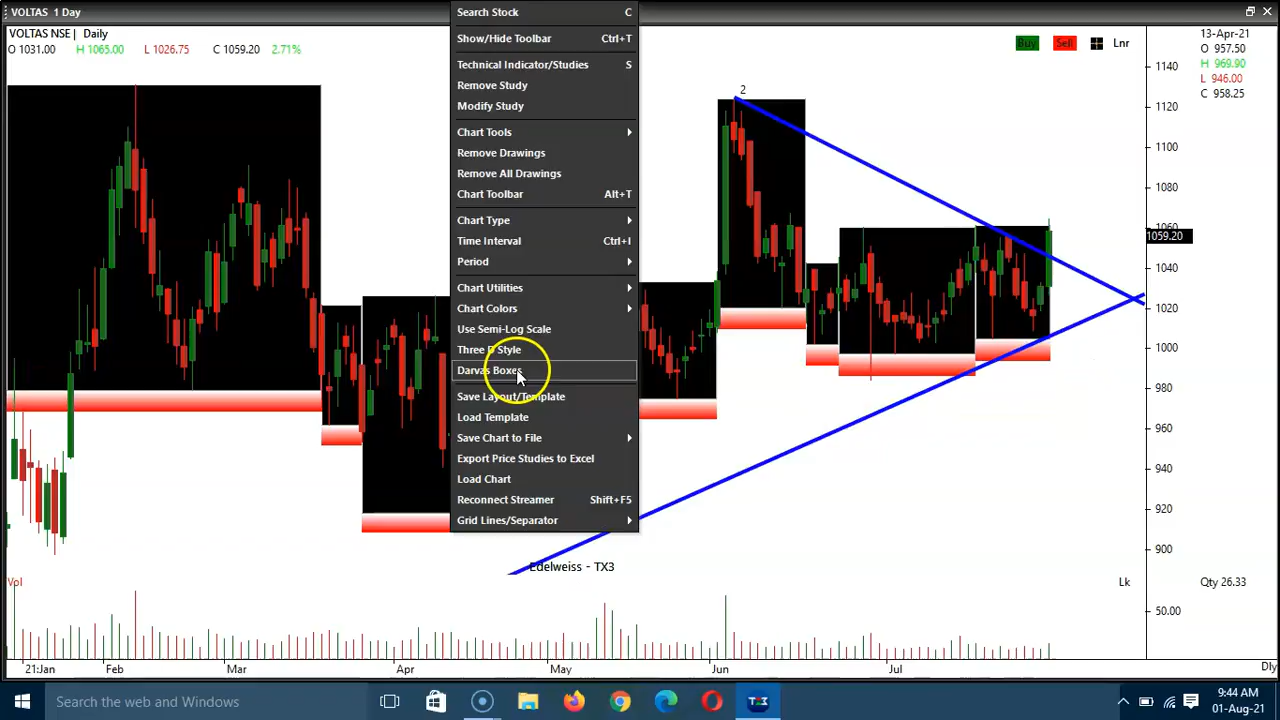 VOLTAS 1 Day
VOLTAS NSE | Daily
O 1031.00 H 1065.00 L 1026.75 C 1059.20 2.71%
Search Stock C
Show/Hide Toolbar Ctrl+T
Technical Indicator/Studies S
Remove Study
Modify Study
Chart Tools
Remove Drawings
Remove All Drawings
Chart Toolbar Alt+T
Chart Type
Time Interval Ctrl+I
Period
Chart Utilities
Chart Colors
Use Semi-Log Scale
Three D Style
Darvas Boxes
Save Layout/Template
Load Template
Save Chart to File
Export Price Studies to Excel
Load Chart
Reconnect Streamer Shift+F5
Grid Lines/Separator
Edelweiss - TX3
2
Buy Sell Lnr
13-Apr-21
O 957.50
H 969.90
L 946.00
C 958.25
1140
1120
1100
1080
1060
1059.20
1040
1020
1000
980
960
940
920
900
Vol Lk Qty 26.33
50.00
21:Jan Feb Mar Apr May Jun Jul Dly
Search the web and Windows
TX3
9:44 AM
01-Aug-21